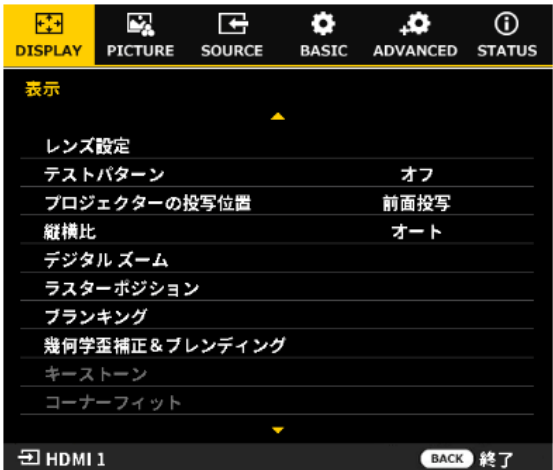 DISPLAY PICTURE SOURCE BASIC ADVANCED STATUS
表示
レンズ設定
テストパターン オフ
プロジェクターの投写位置 前面投写
縦横比 オート
デジタル ズーム
ラスターポジション
ブランキング
幾何学歪補正&ブレンディング
キーストーン
コーナーフィット
HDMI 1 BACK 終了